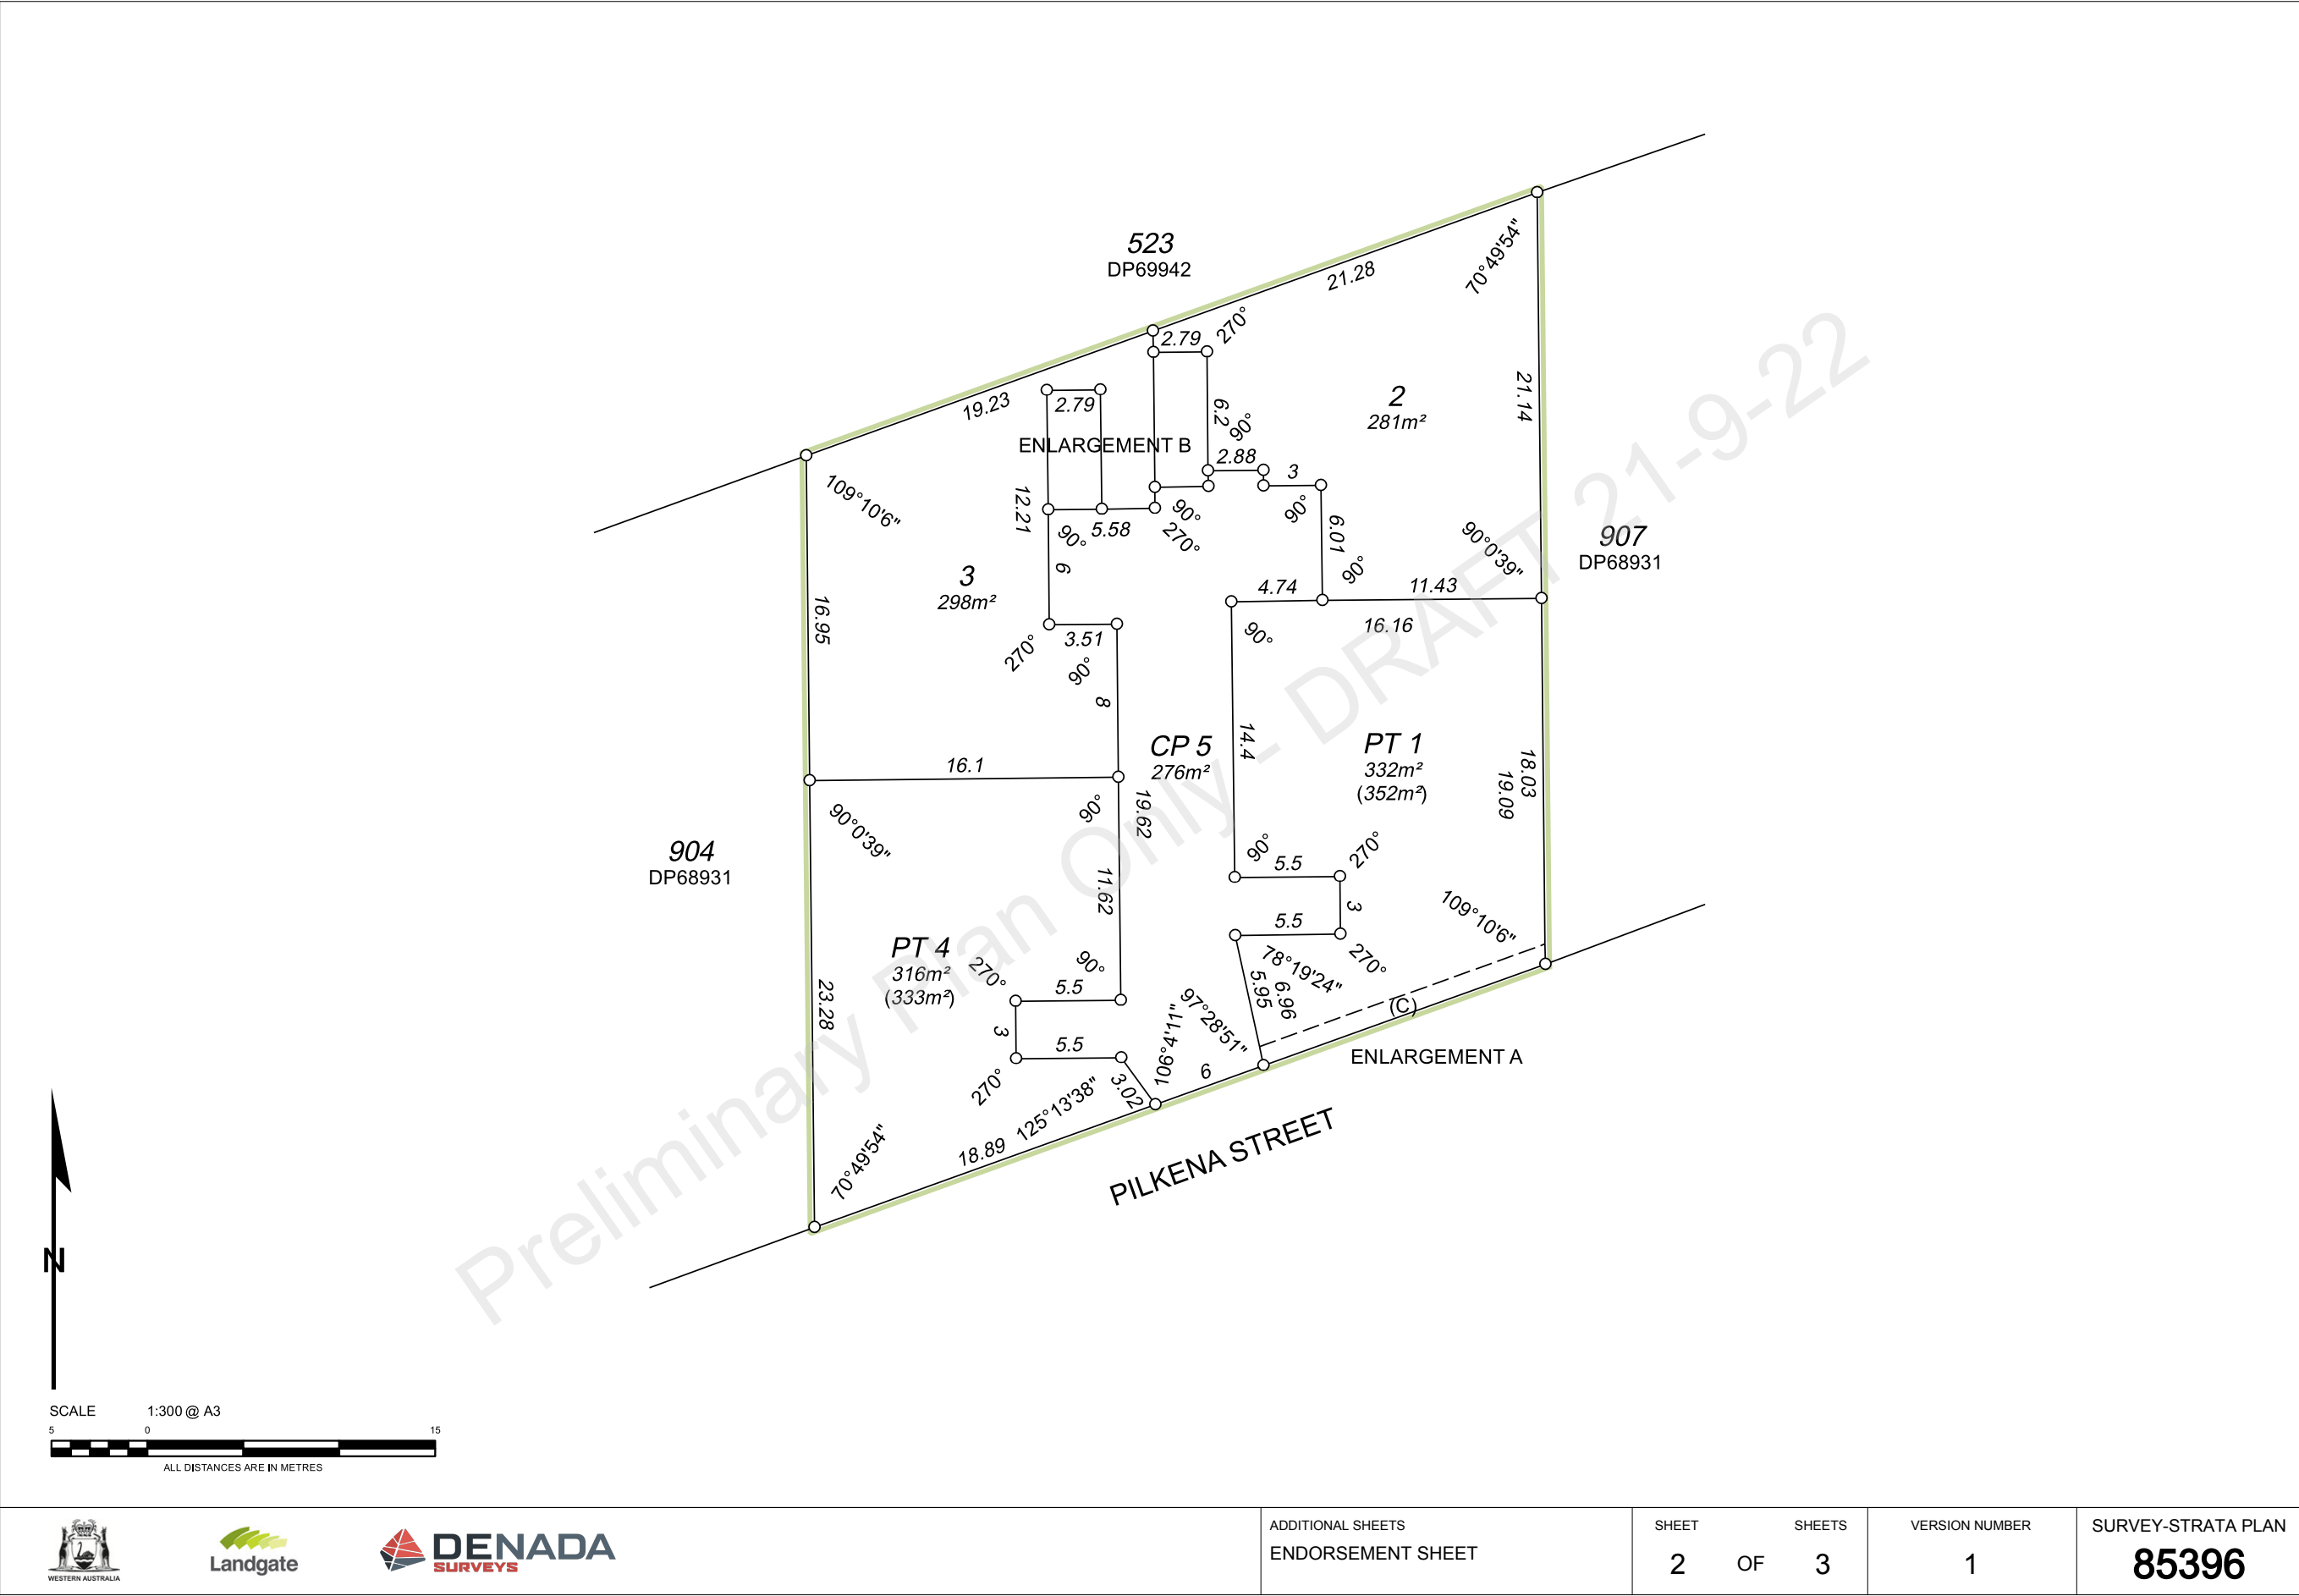 523
DP69942
21.28
70°49'54"
2.79
270°
19.23
2.79
6.2
90°
2
281m²
21.14
ENLARGEMENT B
2.88
3
109°10'6"
12.21
90°
5.58
90°
270°
90°
6.01
90°
90°0'39"
907
DP68931
6
3
298m²
4.74
11.43
16.16
16.95
270°
3.51
90°
90°
8
14.4
CP 5
276m²
PT 1
332m²
(352m²)
18.03
19.09
16.1
90°0'39"
90°
19.62
904
DP68931
90°
5.5
270°
11.62
3
109°10'6"
PT 4
316m²
(333m²)
270°
90°
5.5
5.5
78°19'24"
270°
23.28
3
5.95
6.96
97°28'51"
106°4'11"
(C)
5.5
270°
125°13'38"
3.02
6
ENLARGEMENT A
18.89
70°49'54"
PILKENA STREET
Preliminary Plan Only - DRAFT 21-9-22
N
SCALE 1:300 @ A3
5 0 15
ALL DISTANCES ARE IN METRES
WESTERN AUSTRALIA
Landgate
DENADA
SURVEYS
ADDITIONAL SHEETS
ENDORSEMENT SHEET
SHEET SHEETS
2 OF 3
VERSION NUMBER
1
SURVEY-STRATA PLAN
85396